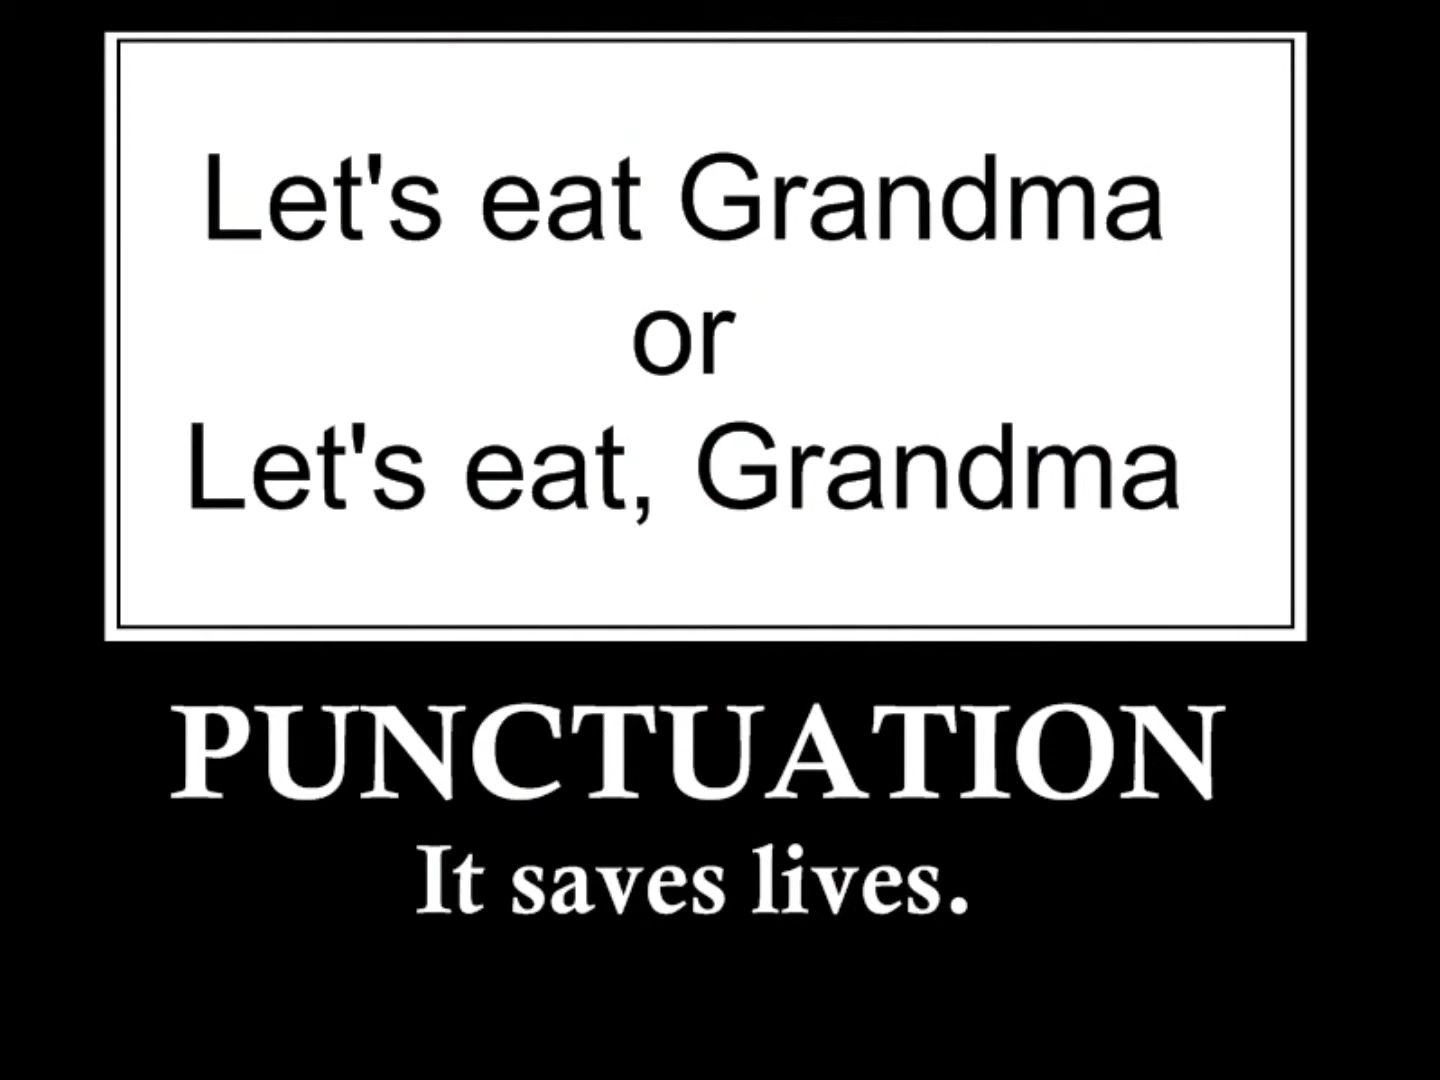 Let's eat Grandma
or
Let's eat, Grandma
PUNCTUATION
It saves lives.